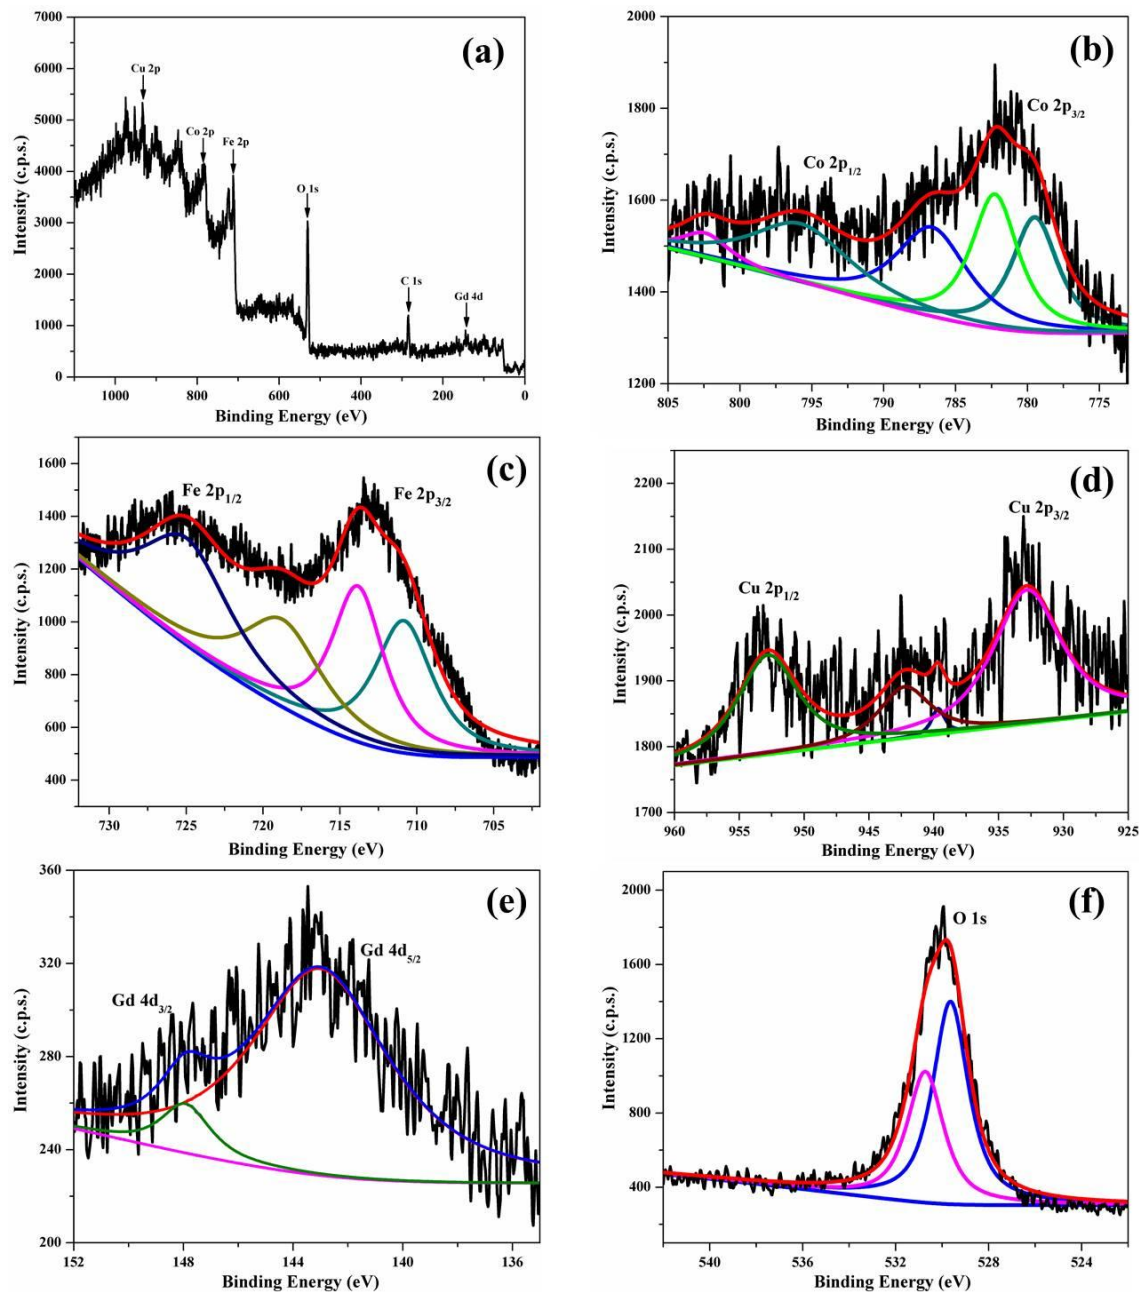 (a)
7000
6000
5000
4000
3000
2000
1000
0
Cu 2p
Co 2p
Fe 2p
O 1s
C 1s
Gd 4d
1000 800 600 400 200 0
Binding Energy (eV)
Intensity (c.p.s.)
(b)
2000
1800
1600
1400
1200
Co 2p1/2
Co 2p3/2
805 800 795 790 785 780 775
Binding Energy (eV)
Intensity (c.p.s.)
(c)
1600
1400
1200
1000
800
600
400
Fe 2p1/2
Fe 2p3/2
730 725 720 715 710 705
Binding Energy (eV)
Intensity (c.p.s.)
(d)
2200
2100
2000
1900
1800
1700
Cu 2p1/2
Cu 2p3/2
960 955 950 945 940 935 930 925
Binding Energy (eV)
Intensity (c.p.s.)
(e)
360
320
280
240
200
Gd 4d3/2
Gd 4d5/2
152 148 144 140 136
Binding Energy (eV)
Intensity (c.p.s.)
(f)
2000
1600
1200
800
400
O 1s
540 536 532 528 524
Binding Energy (eV)
Intensity (c.p.s.)